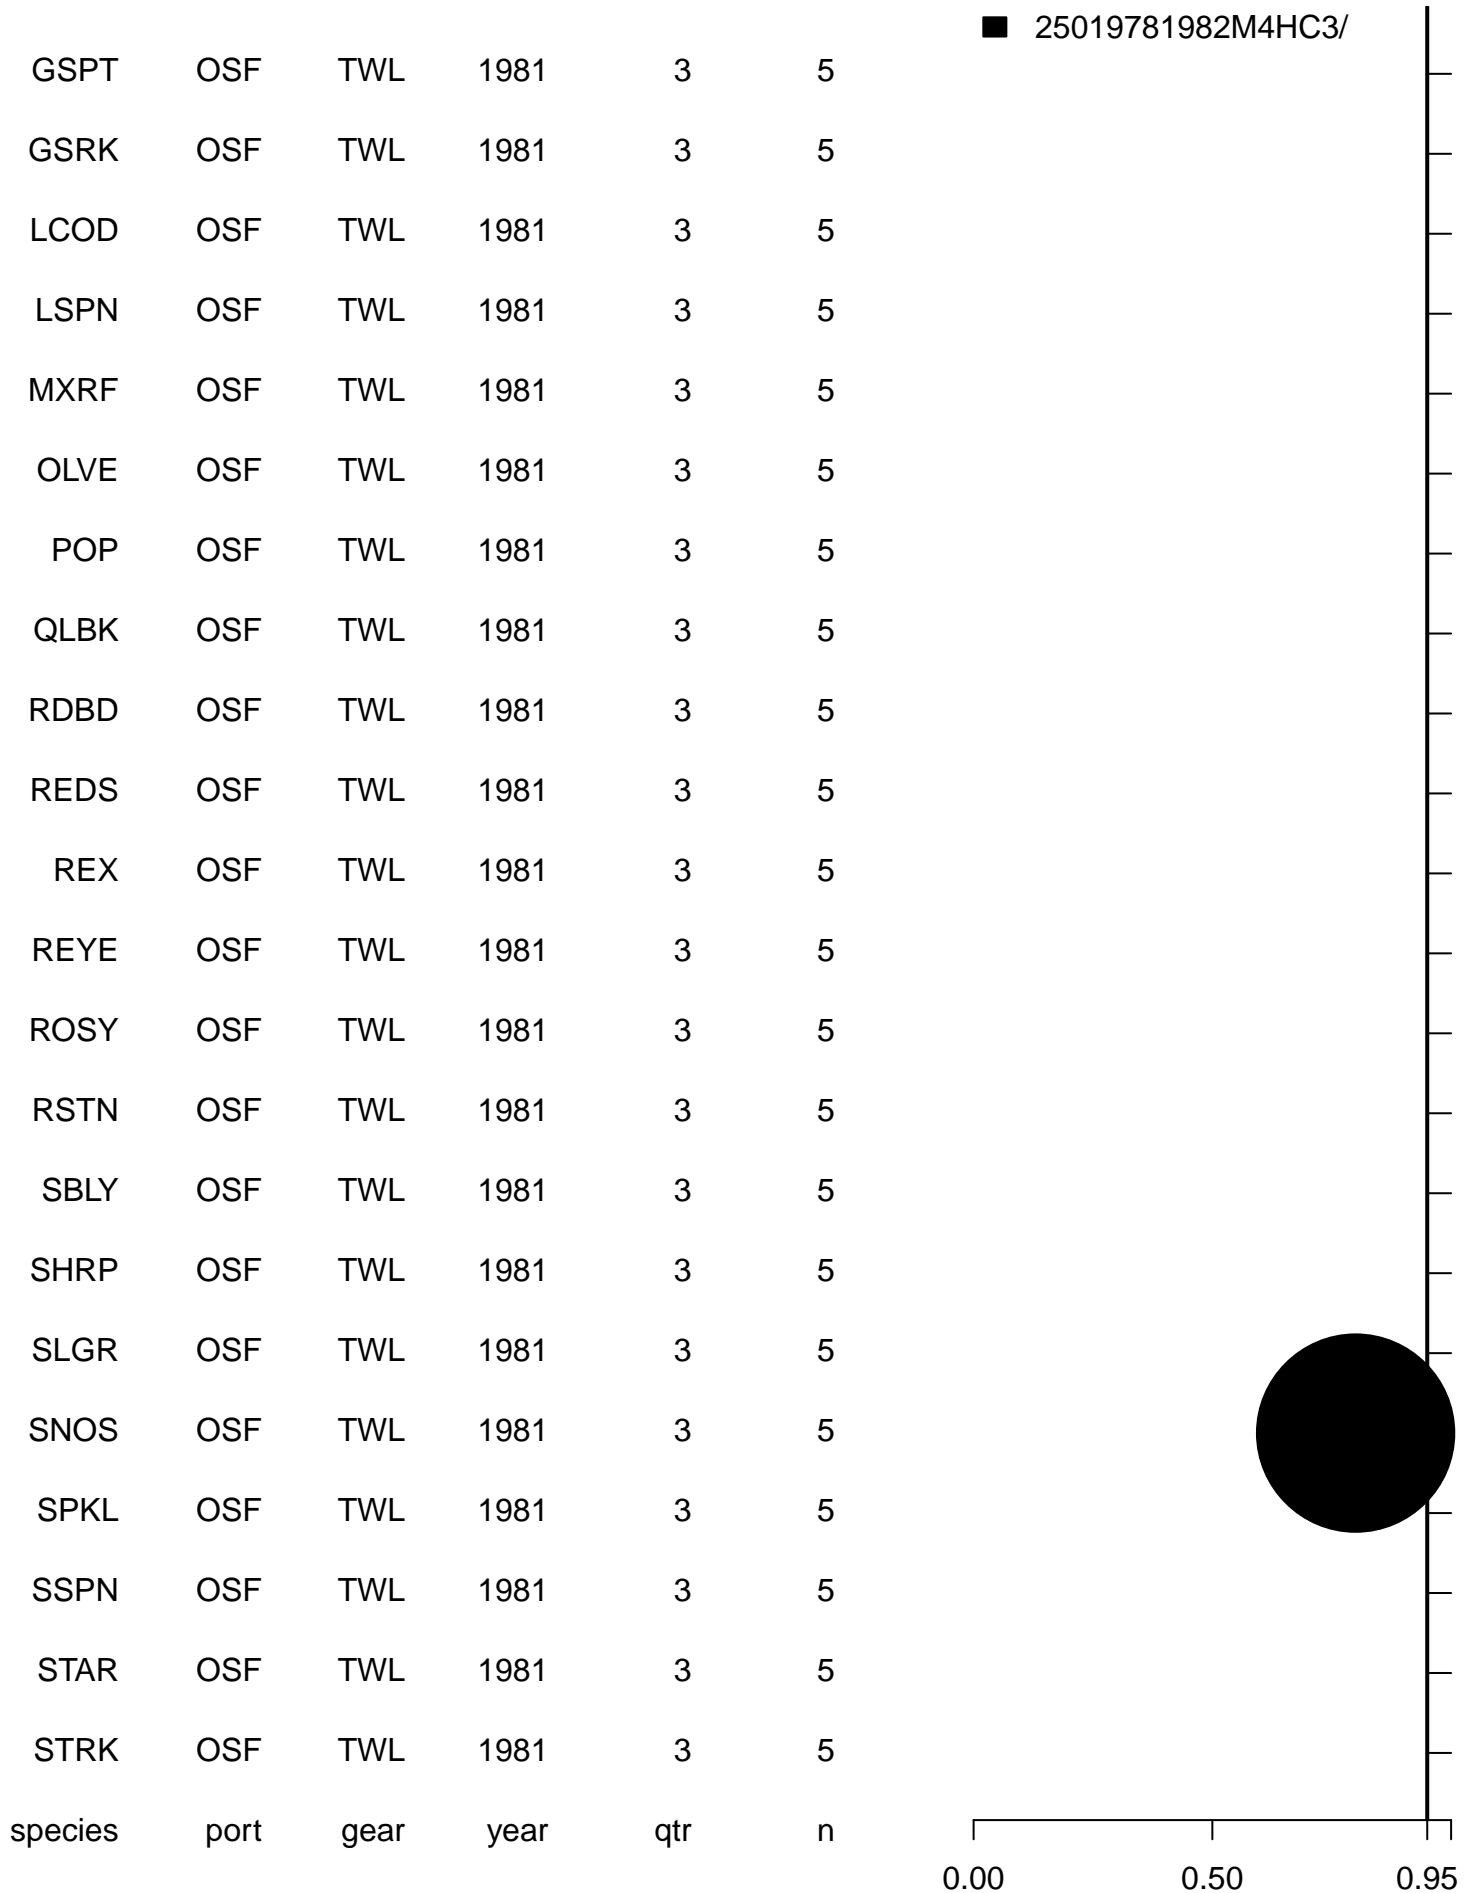 25019781982M4HC3/
GSPT OSF TWL 1981 3 5
GSRK OSF TWL 1981 3 5
LCOD OSF TWL 1981 3 5
LSPN OSF TWL 1981 3 5
MXRF OSF TWL 1981 3 5
OLVE OSF TWL 1981 3 5
POP OSF TWL 1981 3 5
QLBK OSF TWL 1981 3 5
RDBD OSF TWL 1981 3 5
REDS OSF TWL 1981 3 5
REX OSF TWL 1981 3 5
REYE OSF TWL 1981 3 5
ROSY OSF TWL 1981 3 5
RSTN OSF TWL 1981 3 5
SBLY OSF TWL 1981 3 5
SHRP OSF TWL 1981 3 5
SLGR OSF TWL 1981 3 5
SNOS OSF TWL 1981 3 5
SPKL OSF TWL 1981 3 5
SSPN OSF TWL 1981 3 5
STAR OSF TWL 1981 3 5
STRK OSF TWL 1981 3 5
species port gear year qtr n
0.00 0.50 0.95